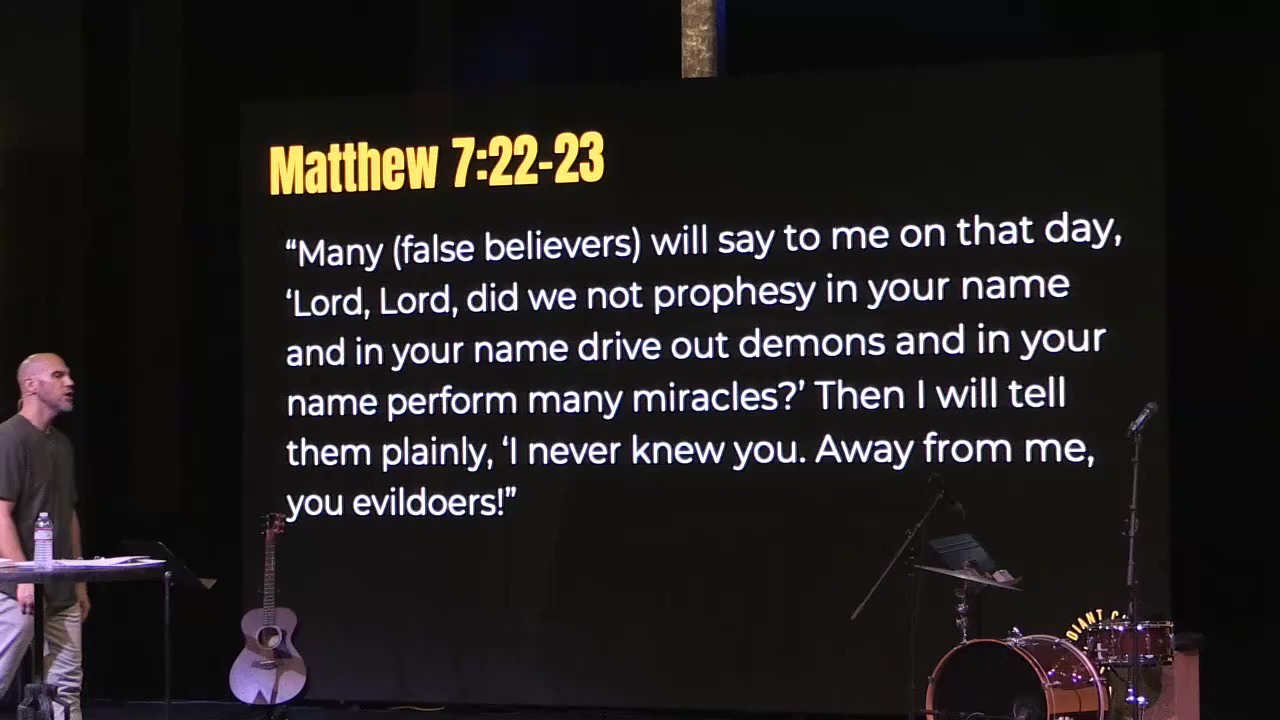 Matthew 7:22-23
“Many (false believers) will say to me on that day,
‘Lord, Lord, did we not prophesy in your name
and in your name drive out demons and in your
name perform many miracles?’ Then I will tell
them plainly, ‘I never knew you. Away from me,
you evildoers!”